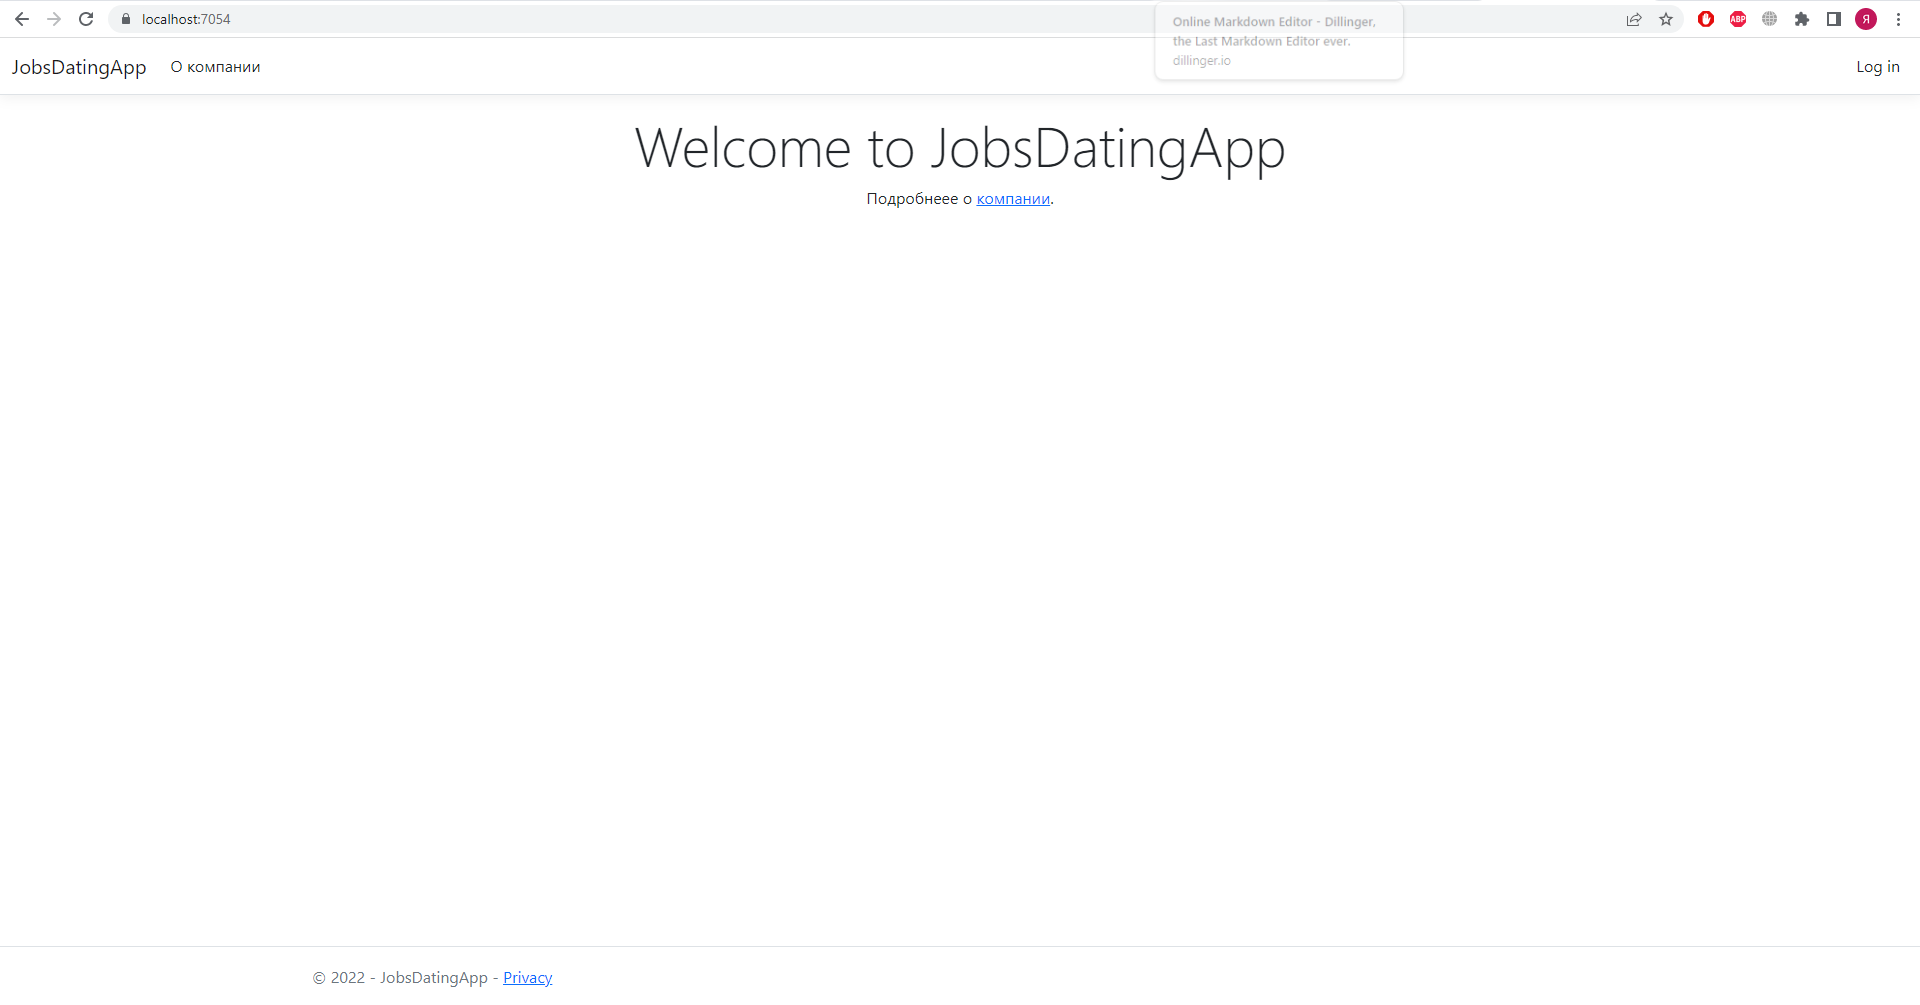 localhost:7054
Online Markdown Editor - Dillinger,
the Last Markdown Editor ever.
dillinger.io
ABP
Я
JobsDatingApp
О компании
Log in
Welcome to JobsDatingApp
Подробнеее о компании.
© 2022 - JobsDatingApp - Privacy